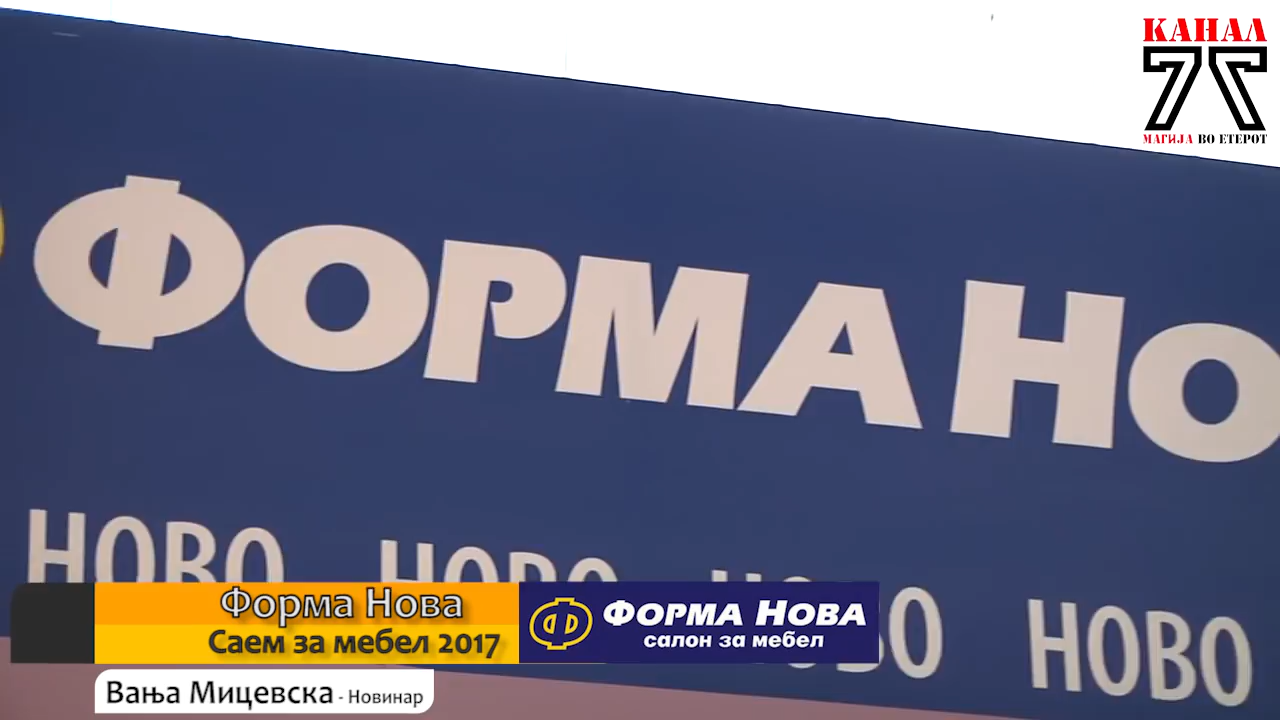 КАНАЛ
77
МАГИЈА ВО ЕТЕРОТ
ФОРМА НО
НОВО НОВО НОВО НОВО
Форма Нова
Саем за мебел 2017
ФОРМА НОВА
салон за мебел
Вања Мицевска - Новинар